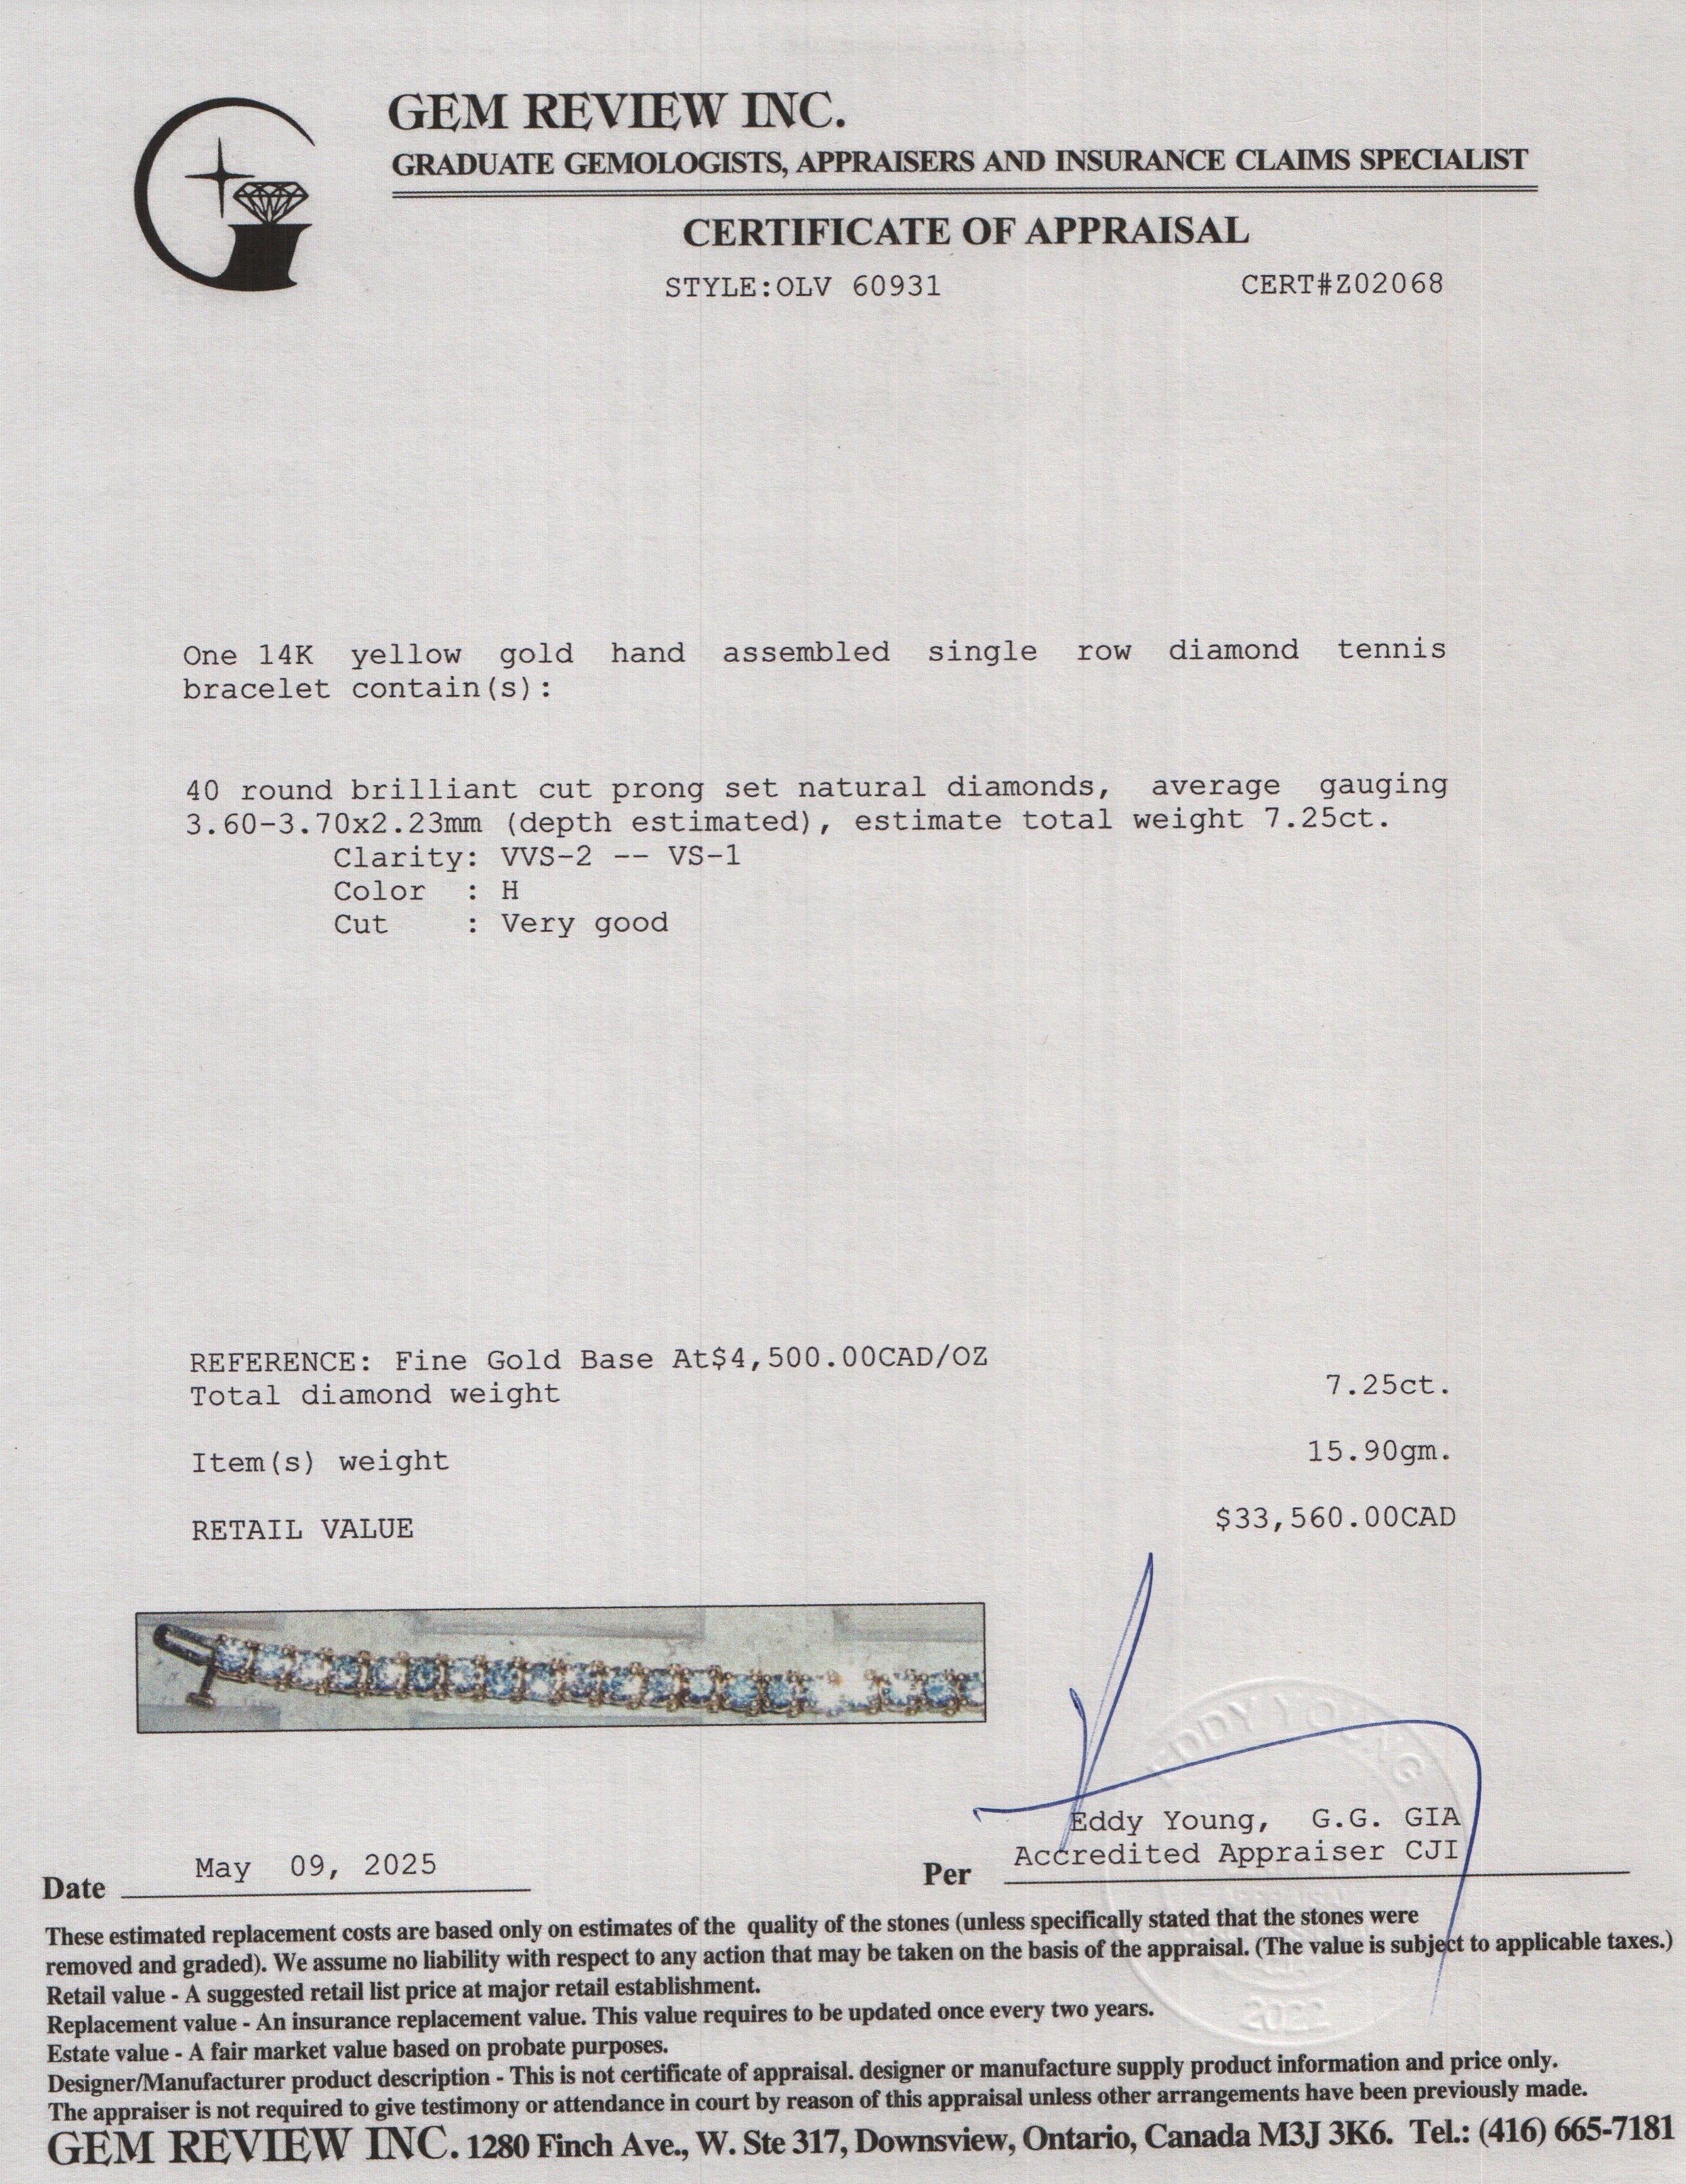 GEM REVIEW INC.
GRADUATE GEMOLOGISTS, APPRAISERS AND INSURANCE CLAIMS SPECIALIST
CERTIFICATE OF APPRAISAL
STYLE:OLV 60931 CERT#Z02068
One 14K yellow gold hand assembled single row diamond tennis
bracelet contain(s):
40 round brilliant cut prong set natural diamonds, average gauging
3.60-3.70x2.23mm (depth estimated), estimate total weight 7.25ct.
Clarity: VVS-2 -- VS-1
Color : H
Cut : Very good
REFERENCE: Fine Gold Base At$4,500.00CAD/OZ
Total diamond weight 7.25ct.
Item(s) weight 15.90gm.
RETAIL VALUE $33,560.00CAD
EDDY YOUNG
Eddy Young, G.G. GIA
Accredited Appraiser CJI
Date May 09, 2025 Per
These estimated replacement costs are based only on estimates of the quality of the stones (unless specifically stated that the stones were
removed and graded). We assume no liability with respect to any action that may be taken on the basis of the appraisal. (The value is subject to applicable taxes.)
Retail value - A suggested retail list price at major retail establishment.
Replacement value - An insurance replacement value. This value requires to be updated once every two years.
2022
Estate value - A fair market value based on probate purposes.
Designer/Manufacturer product description - This is not certificate of appraisal. designer or manufacture supply product information and price only.
The appraiser is not required to give testimony or attendance in court by reason of this appraisal unless other arrangements have been previously made.
GEM REVIEW INC. 1280 Finch Ave., W. Ste 317, Downsview, Ontario, Canada M3J 3K6. Tel.: (416) 665-7181